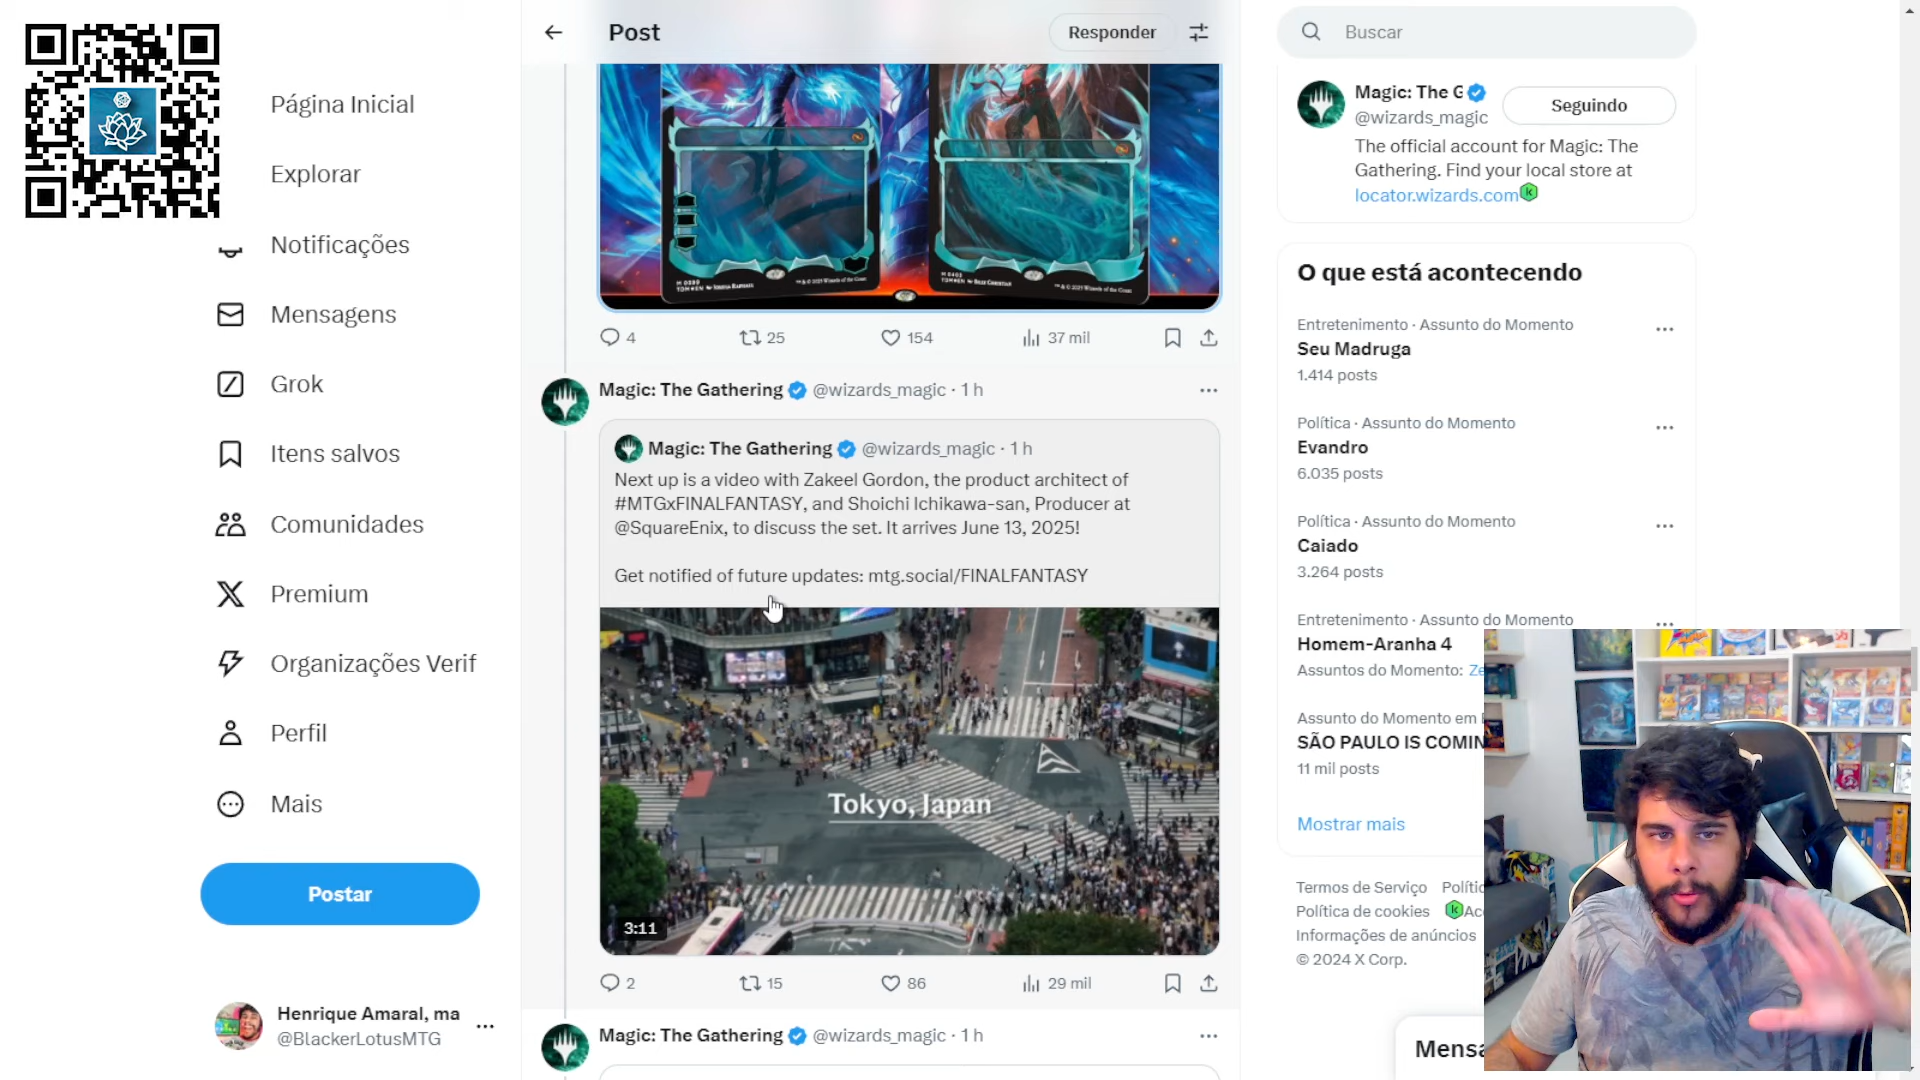 Post
Responder
Buscar
Página Inicial
Explorar
Notificações
Mensagens
Grok
Itens salvos
Comunidades
Premium
Organizações Verif
Perfil
Mais
Postar
Henrique Amaral, ma
@BlackerLotusMTG
4
25
154
37 mil
Magic: The Gathering @wizards_magic · 1 h
Magic: The Gathering @wizards_magic · 1 h
Next up is a video with Zakeel Gordon, the product architect of
#MTGxFINALFANTASY, and Shoichi Ichikawa-san, Producer at
@SquareEnix, to discuss the set. It arrives June 13, 2025!
Get notified of future updates: mtg.social/FINALFANTASY
Tokyo, Japan
3:11
2
15
86
29 mil
Magic: The Gathering @wizards_magic · 1 h
Magic: The G
Seguindo
@wizards_magic
The official account for Magic: The
Gathering. Find your local store at
locator.wizards.com
O que está acontecendo
Entretenimento · Assunto do Momento
Seu Madruga
1.414 posts
Política · Assunto do Momento
Evandro
6.035 posts
Política · Assunto do Momento
Caiado
3.264 posts
Entretenimento · Assunto do Momento
Homem-Aranha 4
Assuntos do Momento: Ze
Assunto do Momento em
SÃO PAULO IS COMIN
11 mil posts
Mostrar mais
Termos de Serviço Polític
Política de cookies Ac
Informações de anúncios
© 2024 X Corp.
Mensa